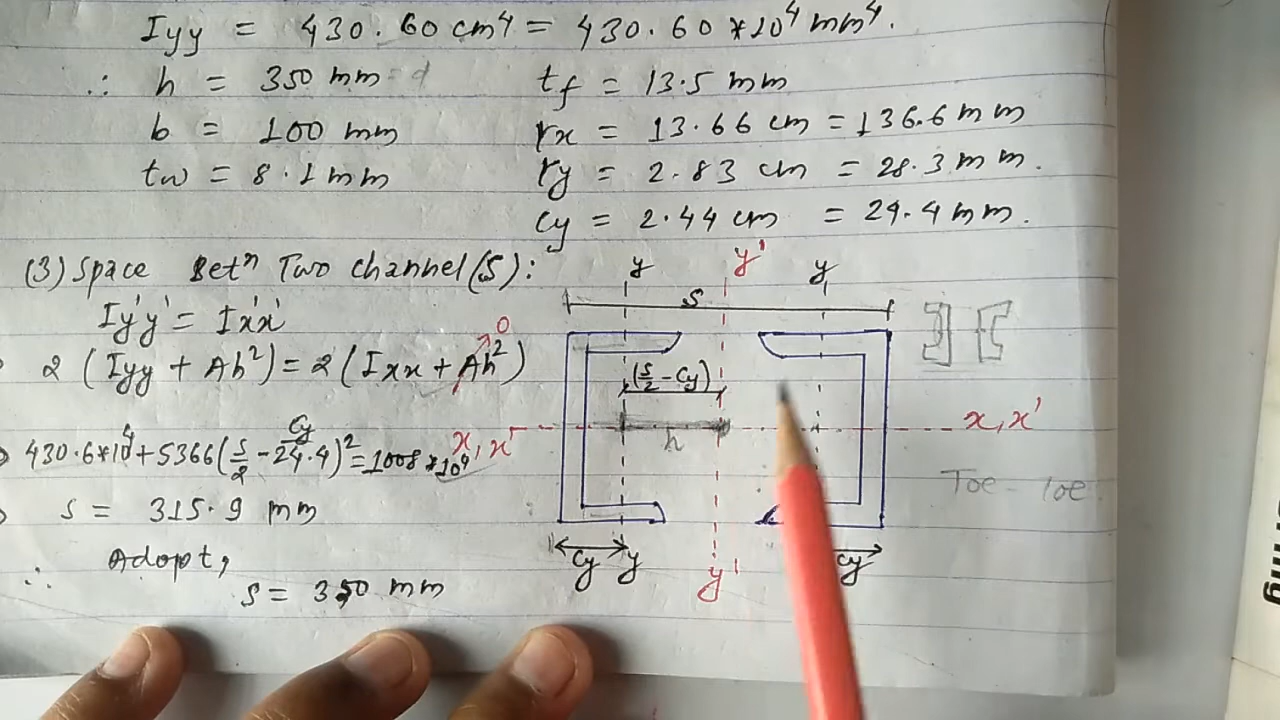 Iyy = 430.60 cm⁴ = 430.60 * 10⁴ mm⁴.
∴ h = 350 mm = d    tf = 13.5 mm
b = 100 mm    rx = 13.66 cm = 136.6 mm
tw = 8.1 mm    ry = 2.83 cm = 28.3 mm.
cy = 2.44 cm = 24.4 mm.
(3) Space Betⁿ Two channel (S):
Iy'y' = Ix'x'
2 (Iyy + Ah²) = 2 (Ixx + Ah²)
0
Cy
430.6*10⁴ + 5366 (S/2 - 24.4)² = 1008 * 10⁴
S = 315.9 mm
∴ Adopt,
S = 350 mm
y y' y
S
(S/2 - Cy)
x, x' h x, x'
Toe - toe
Cy y y' Cy